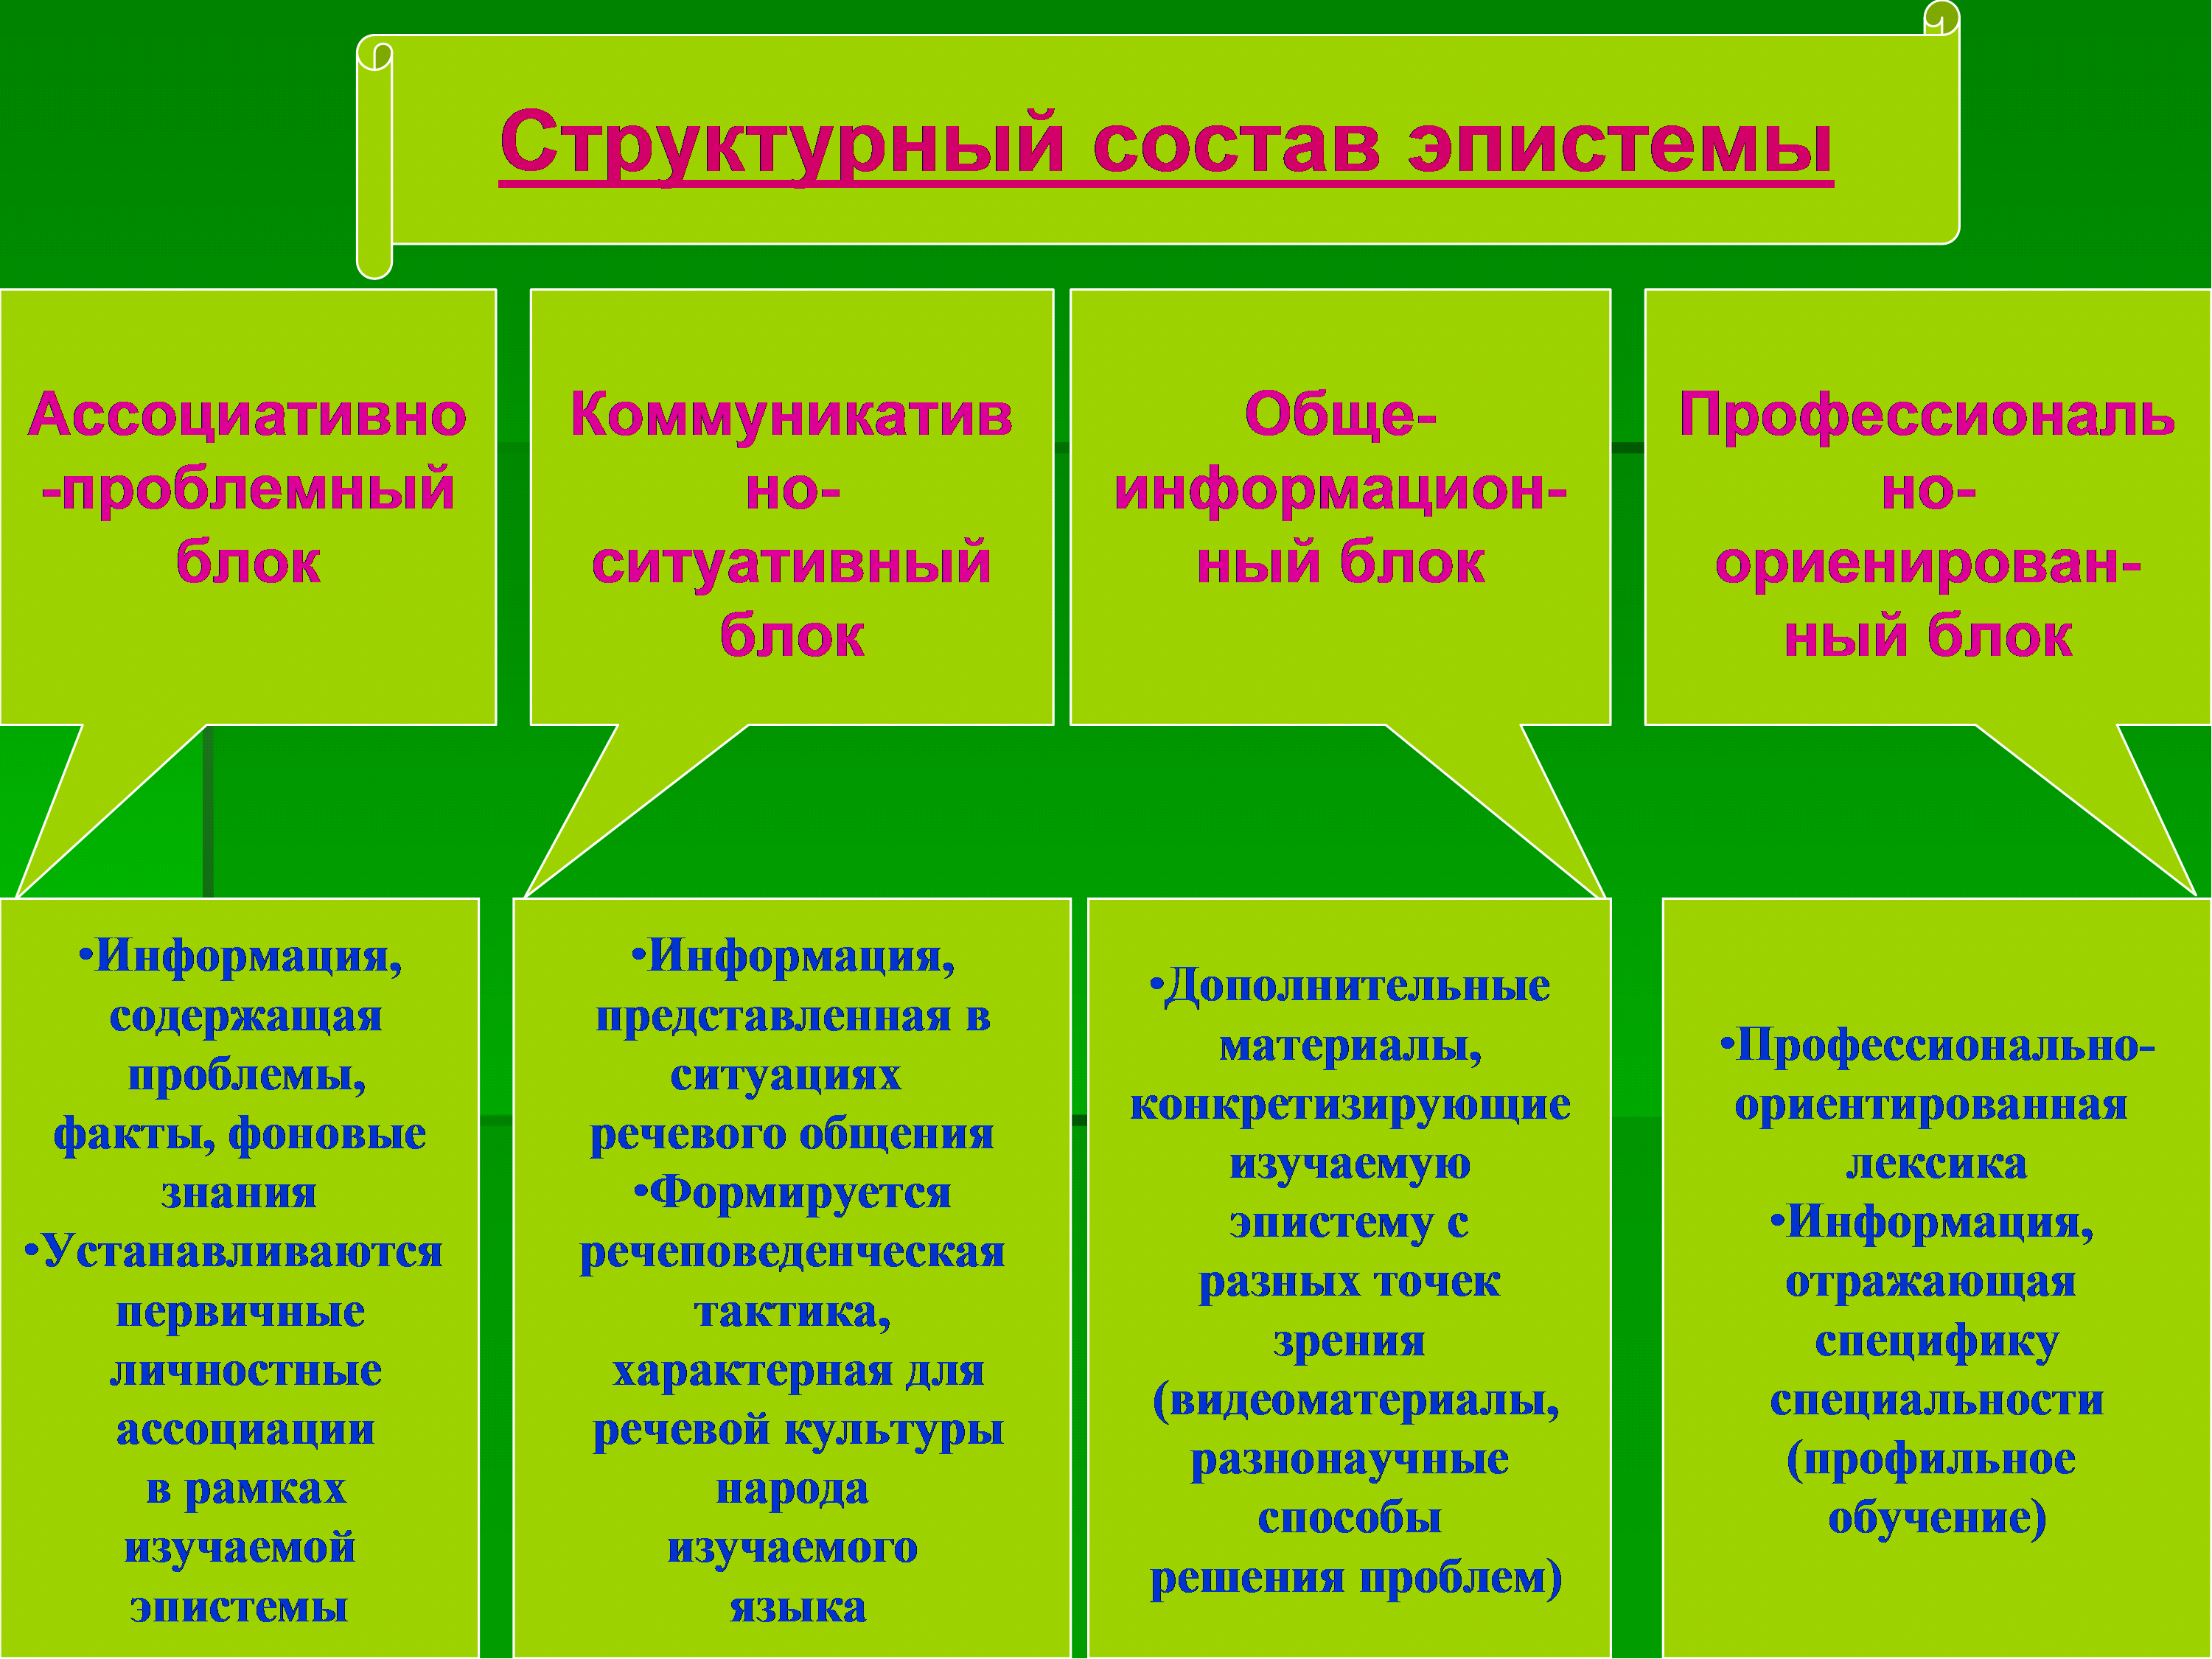 Структурный состав эпистемы
Ассоциативно
-проблемный
блок
Коммуникатив
но-
ситуативный
блок
Обще-
информацион-
ный блок
Профессиональ
но-
ориенирован-
ный блок
•Информация,
содержащая
проблемы,
факты, фоновые
знания
•Устанавливаются
первичные
личностные
ассоциации
в рамках
изучаемой
эпистемы
•Информация,
представленная в
ситуациях
речевого общения
•Формируется
речеповеденческая
тактика,
характерная для
речевой культуры
народа
изучаемого
языка
•Дополнительные
материалы,
конкретизирующие
изучаемую
эпистему с
разных точек
зрения
(видеоматериалы,
разнонаучные
способы
решения проблем)
•Профессионально-
ориентированная
лексика
•Информация,
отражающая
специфику
специальности
(профильное
обучение)